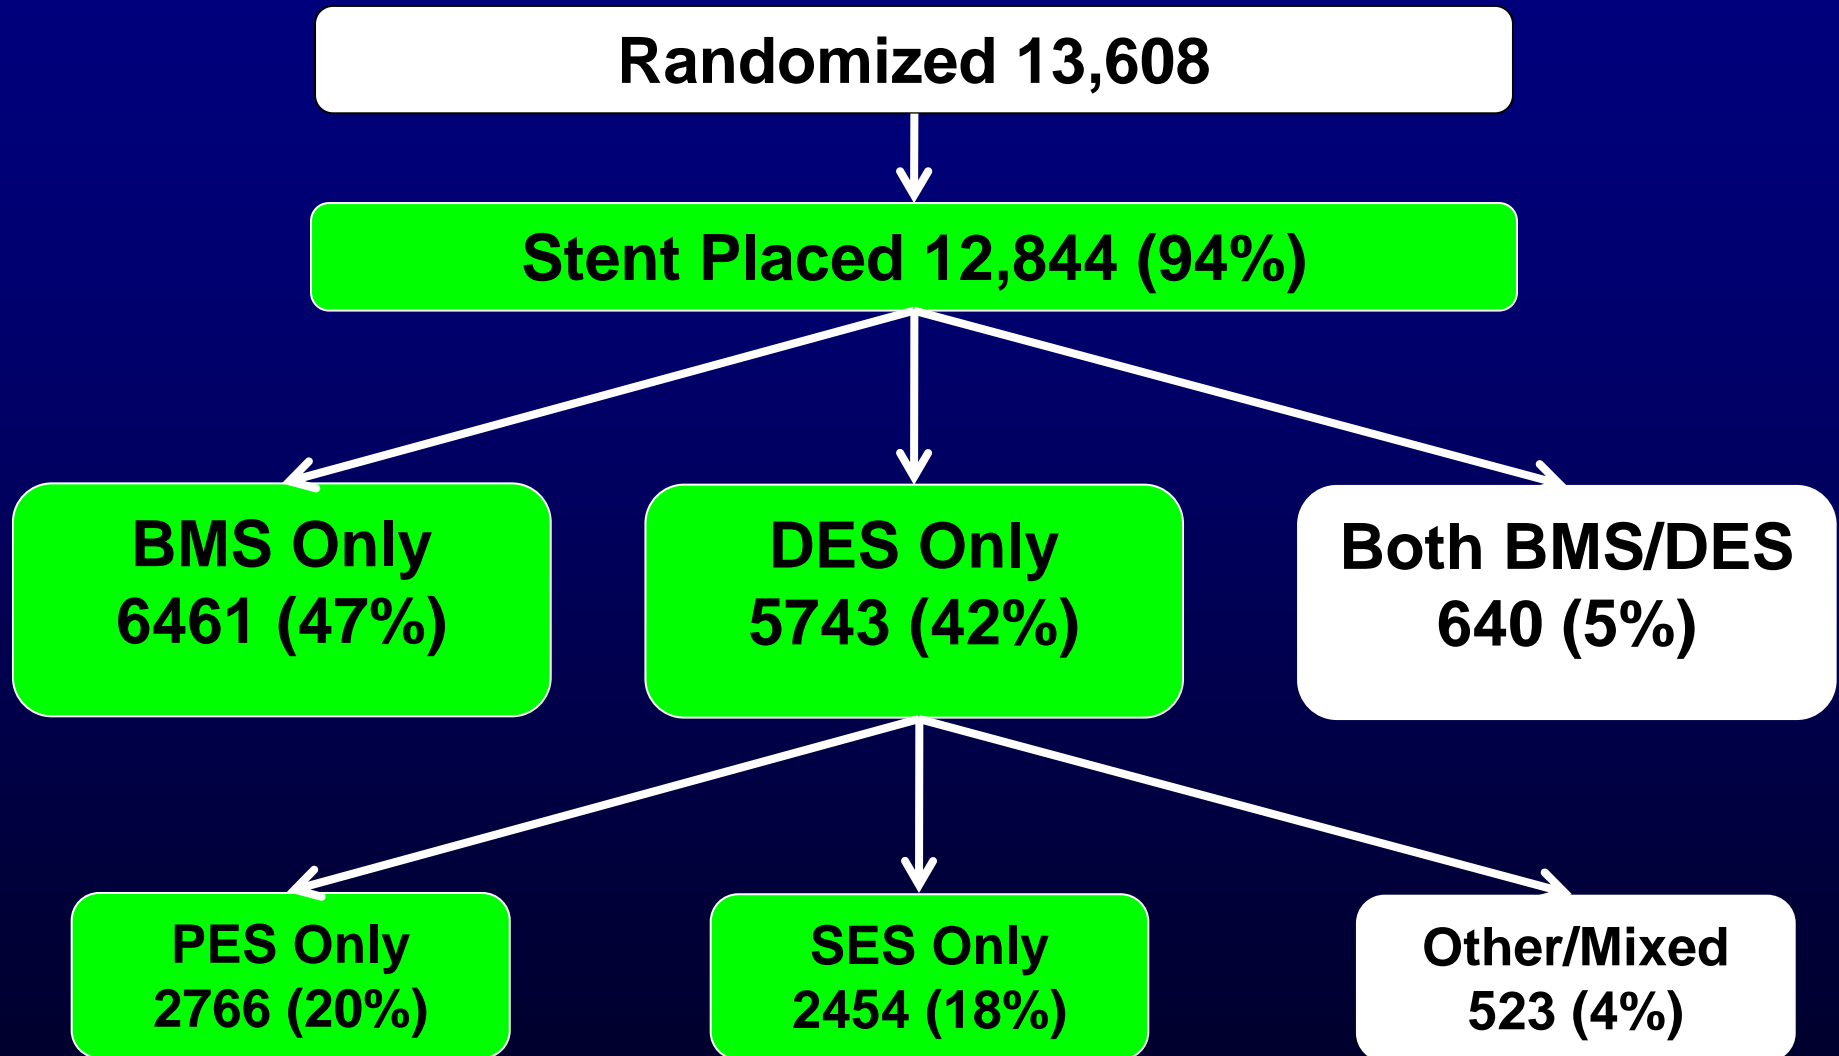 Randomized 13,608
Stent Placed 12,844 (94%)
BMS Only
6461 (47%)
DES Only
5743 (42%)
Both BMS/DES
640 (5%)
PES Only
2766 (20%)
SES Only
2454 (18%)
Other/Mixed
523 (4%)